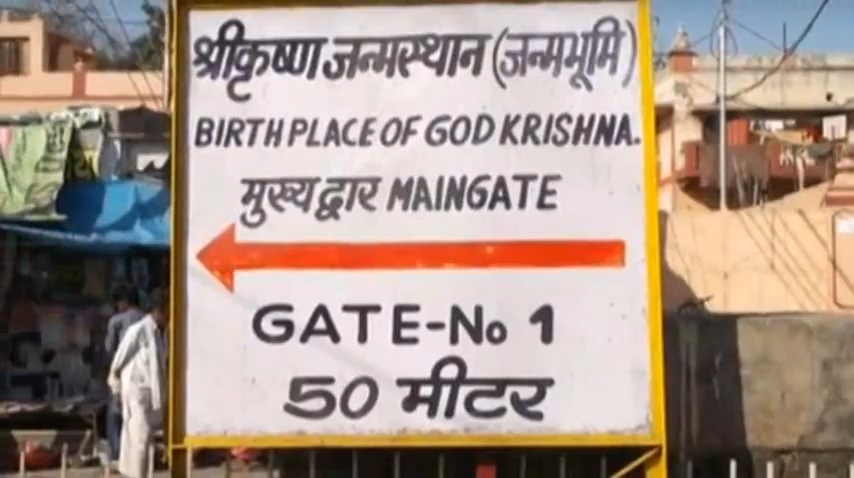 श्रीकृष्ण जन्मस्थान (जन्मभूमि)
BIRTH PLACE OF GOD KRISHNA.
मुख्य द्वार MAINGATE
GATE-No 1
50 मीटर